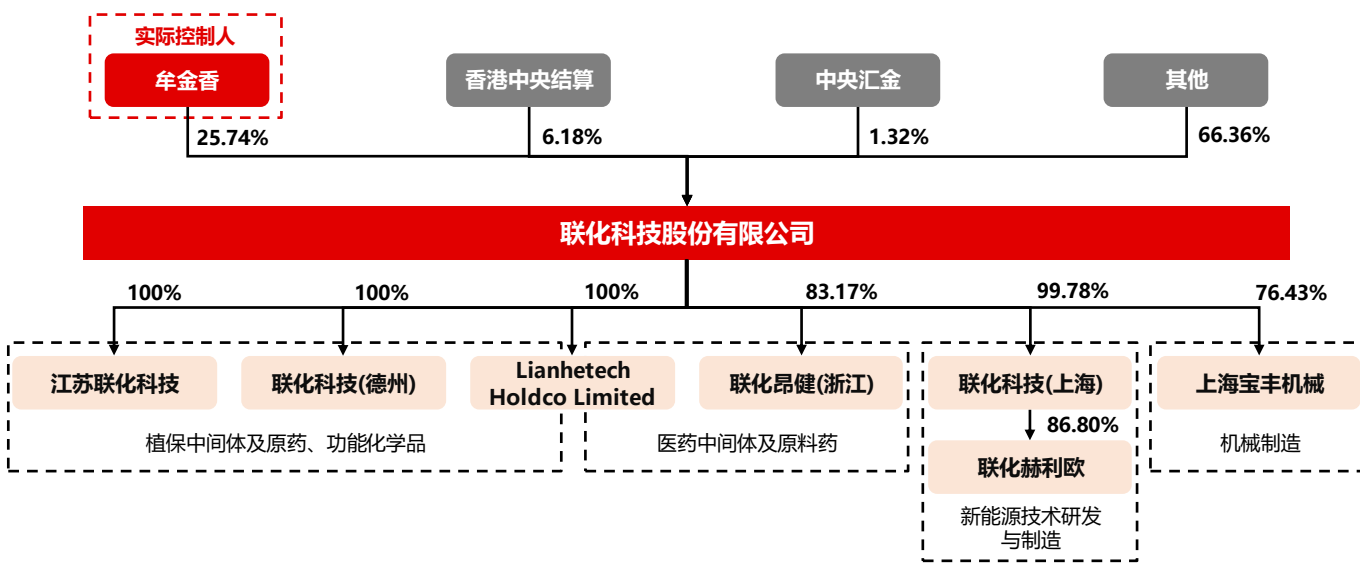 实际控制人
牟金香
香港中央结算
中央汇金
其他
25.74%
6.18%
1.32%
66.36%
联化科技股份有限公司
100%
100%
100%
83.17%
99.78%
76.43%
江苏联化科技
联化科技(德州)
Lianhetech
Holdco Limited
联化昂健(浙江)
联化科技(上海)
上海宝丰机械
86.80%
植保中间体及原药、功能化学品
医药中间体及原料药
机械制造
联化赫利欧
新能源技术研发
与制造